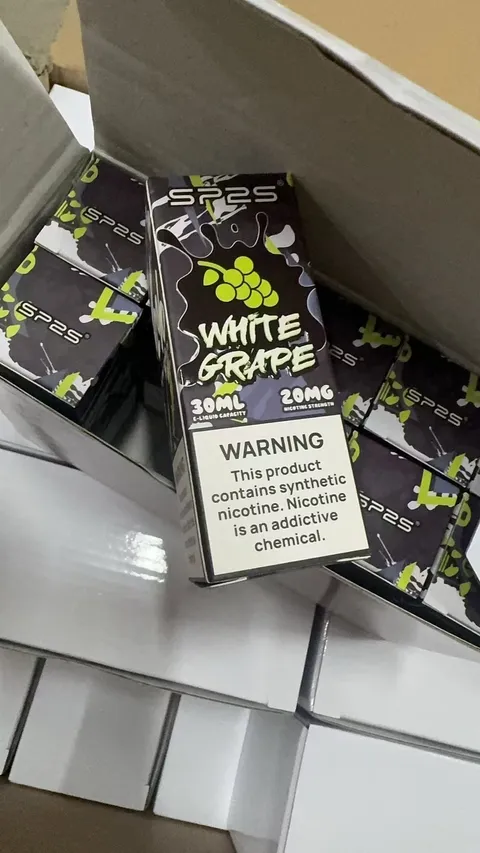 SP2S
WHITE
GRAPE
30ML
E-LIQUID CAPACITY
20MG
NICOTINE STRENGTH
WARNING
This product
contains synthetic
nicotine. Nicotine
is an addictive
chemical.
SP2S
SP2S
SP2S
SP2S